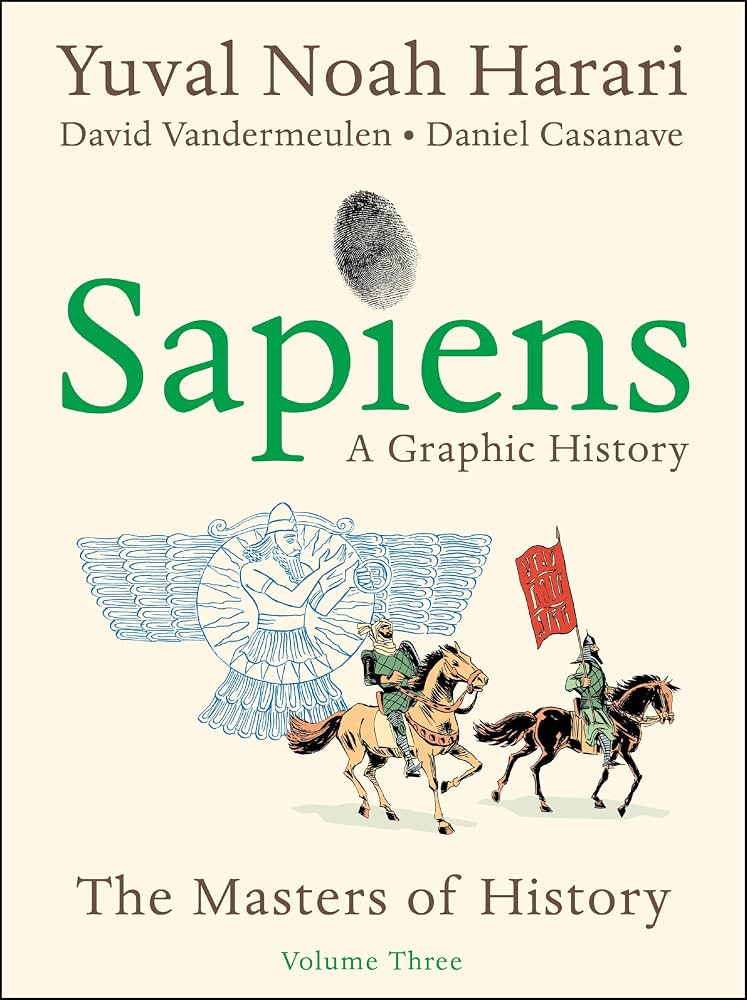 Yuval Noah Harari
David Vandermeulen • Daniel Casanave
Sapiens
A Graphic History
The Masters of History
Volume Three